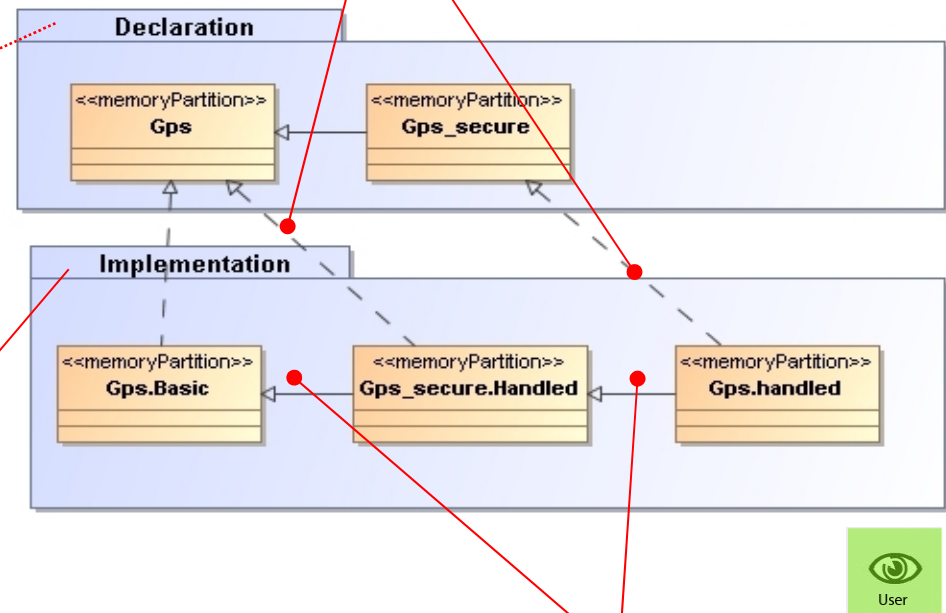 Declaration
<<memoryPartition>>
Gps
<<memoryPartition>>
Gps_secure
Implementation
<<memoryPartition>>
Gps.Basic
<<memoryPartition>>
Gps_secure.Handled
<<memoryPartition>>
Gps.handled
User